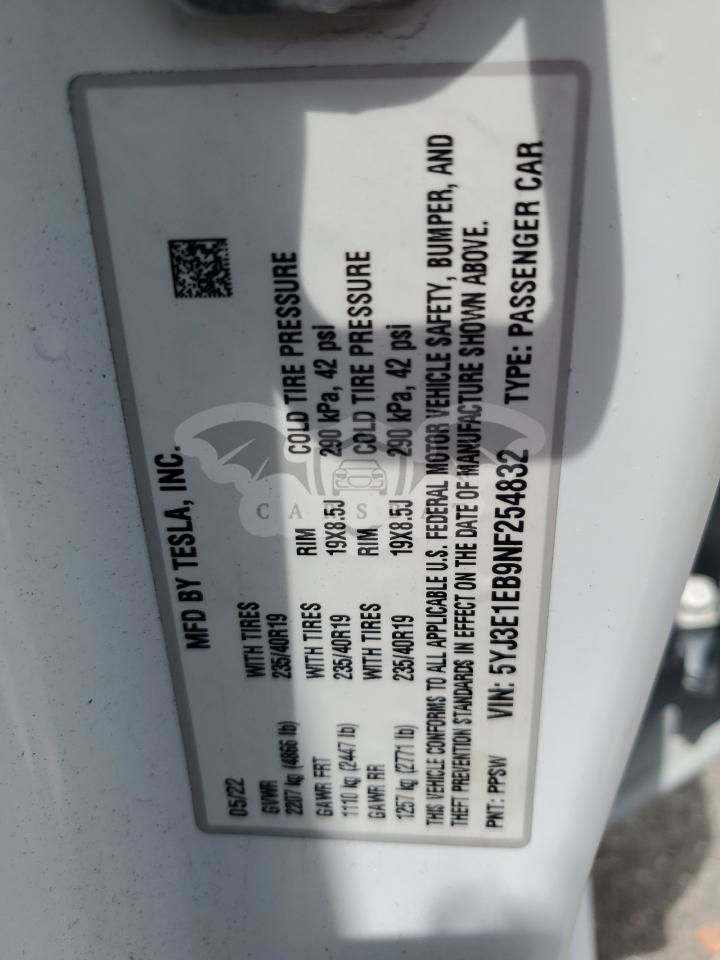 MFD BY TESLA, INC.
05/22
GVWR WITH TIRES RIM COLD TIRE PRESSURE
2207 kg (4866 lb) 235/40R19 19X8.5J 290 kPa, 42 psi
GAWR FRT WITH TIRES RIM COLD TIRE PRESSURE
1110 kg (2447 lb) 235/40R19 19X8.5J 290 kPa, 42 psi
GAWR RR WITH TIRES
1257 kg (2771 lb) 235/40R19
THIS VEHICLE CONFORMS TO ALL APPLICABLE U.S. FEDERAL MOTOR VEHICLE SAFETY, BUMPER, AND
THEFT PREVENTION STANDARDS IN EFFECT ON THE DATE OF MANUFACTURE SHOWN ABOVE.
PNT: PPSW VIN: 5YJ3E1EB9NF254832 TYPE: PASSENGER CAR